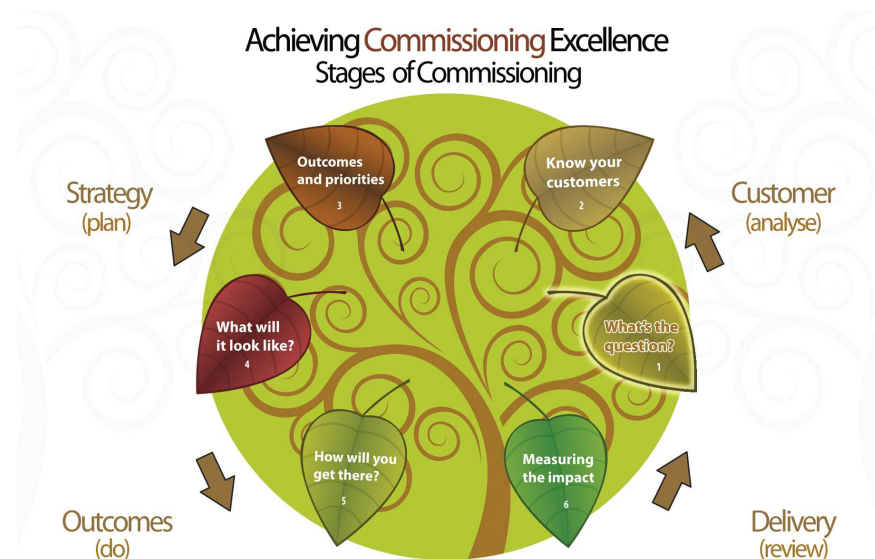 Achieving Commissioning Excellence
Stages of Commissioning
Strategy
(plan)
Outcomes
and priorities
3
Know your
customers
2
Customer
(analyse)
What will
it look like?
4
What's the
question?
1
How will you
get there?
5
Measuring
the impact
6
Outcomes
(do)
Delivery
(review)